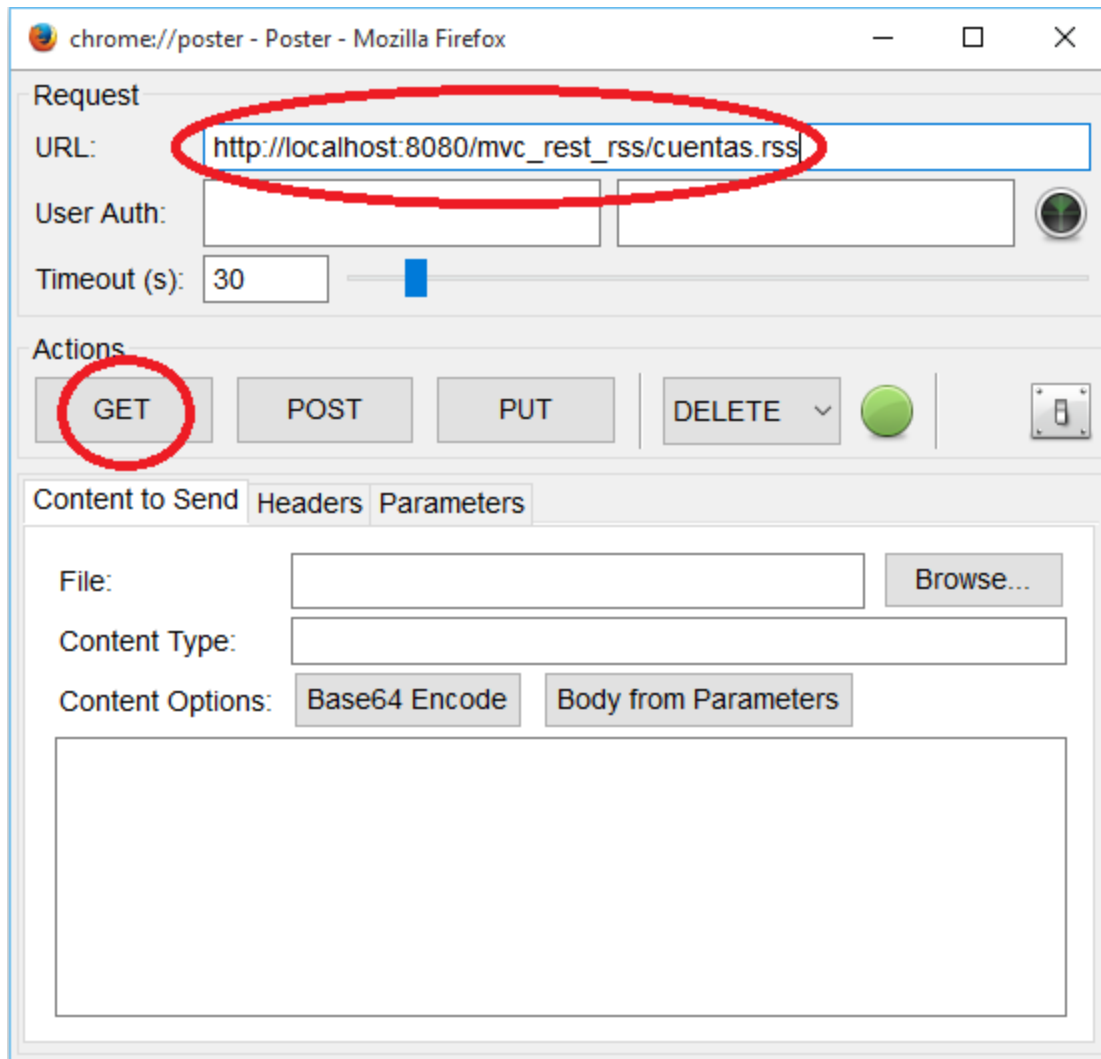 chrome://poster - Poster - Mozilla Firefox
Request
URL: http://localhost:8080/mvc_rest_rss/cuentas.rss
User Auth:
Timeout (s): 30
Actions
GET POST PUT DELETE
Content to Send Headers Parameters
File: Browse...
Content Type:
Content Options: Base64 Encode Body from Parameters